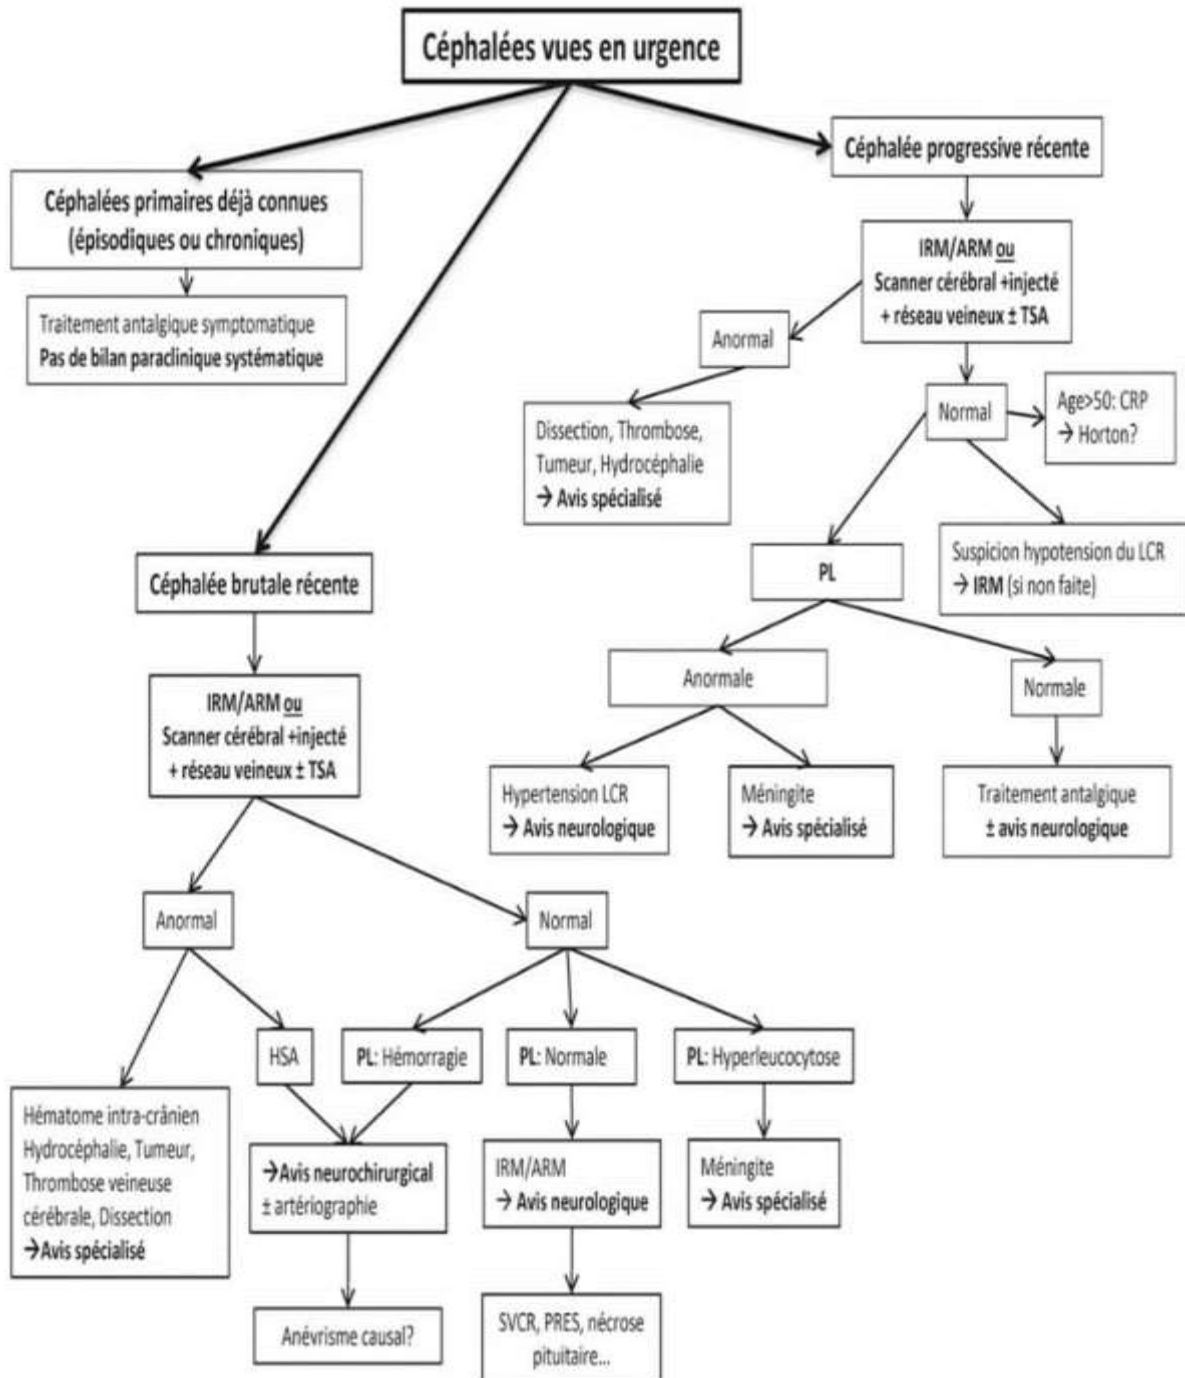 Céphalées vues en urgence
Céphalées primaires déjà connues
(épisodiques ou chroniques)
Traitement antalgique symptomatique
Pas de bilan paraclinique systématique
Céphalée brutale récente
IRM/ARM ou
Scanner cérébral +injecté
+ réseau veineux ± TSA
Anormal
Normal
HSA
PL: Hémorragie
PL: Normale
PL: Hyperleucocytose
Hématome intra-crânien
Hydrocéphalie, Tumeur,
Thrombose veineuse
cérébrale, Dissection
→Avis spécialisé
→Avis neurochirurgical
± artériographie
IRM/ARM
→ Avis neurologique
Méningite
→ Avis spécialisé
Anévrisme causal?
SVCR, PRES, nécrose
pituitaire...
Céphalée progressive récente
IRM/ARM ou
Scanner cérébral +injecté
+ réseau veineux ± TSA
Anormal
Normal
Age>50: CRP
→ Horton?
Dissection, Thrombose,
Tumeur, Hydrocéphalie
→ Avis spécialisé
PL
Suspicion hypotension du LCR
→ IRM (si non faite)
Anormale
Normale
Hypertension LCR
→ Avis neurologique
Méningite
→ Avis spécialisé
Traitement antalgique
± avis neurologique